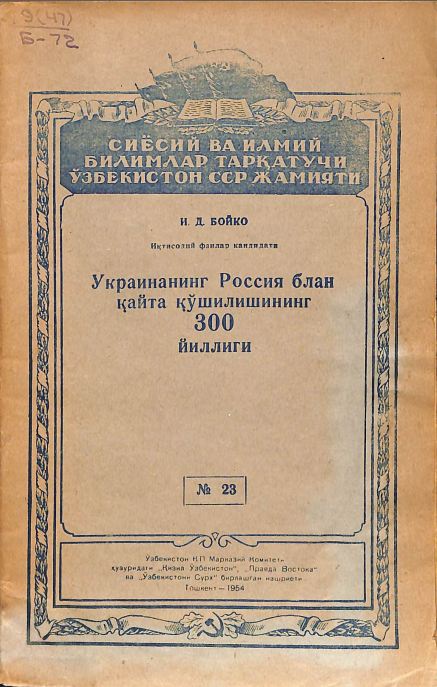 9(47)
Б-72
СИЁСИЙ ВА ИЛМИЙ
БИЛИМЛАР ТАРҚАТУЧИ
ЎЗБЕКИСТОН ССР ЖАМИЯТИ
И. Д. БОЙКО
Иқтисодий фанлар кандидати
Украинанинг Россия блан
қайта қўшилишининг
300
йиллиги
№ 23
Ўзбекистон КП Марказий Комитети
ҳузуридаги „Қизил Ўзбекистон“, „Правда Востока“
ва „Ўзбекистони Сурх“ бирлашган нашриёти
Тошкент — 1954